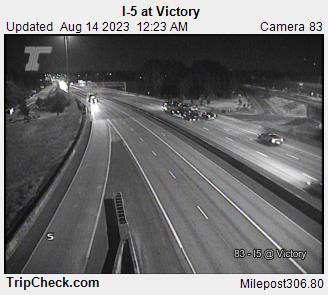 I-5 at Victory
Updated Aug 14 2023 12:23 AM Camera 83
S
83 - I5 @ Victory
TripCheck.com Milepost306.80